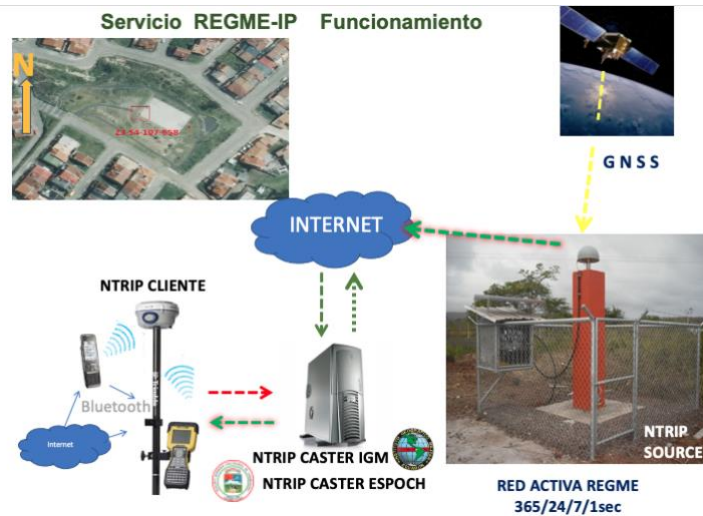 Servicio REGME-IP Funcionamiento
N
G N S S
INTERNET
NTRIP CLIENTE
Bluetooth
Internet
NTRIP CASTER IGM
NTRIP CASTER ESPOCH
NTRIP
SOURCE
RED ACTIVA REGME
365/24/7/1sec